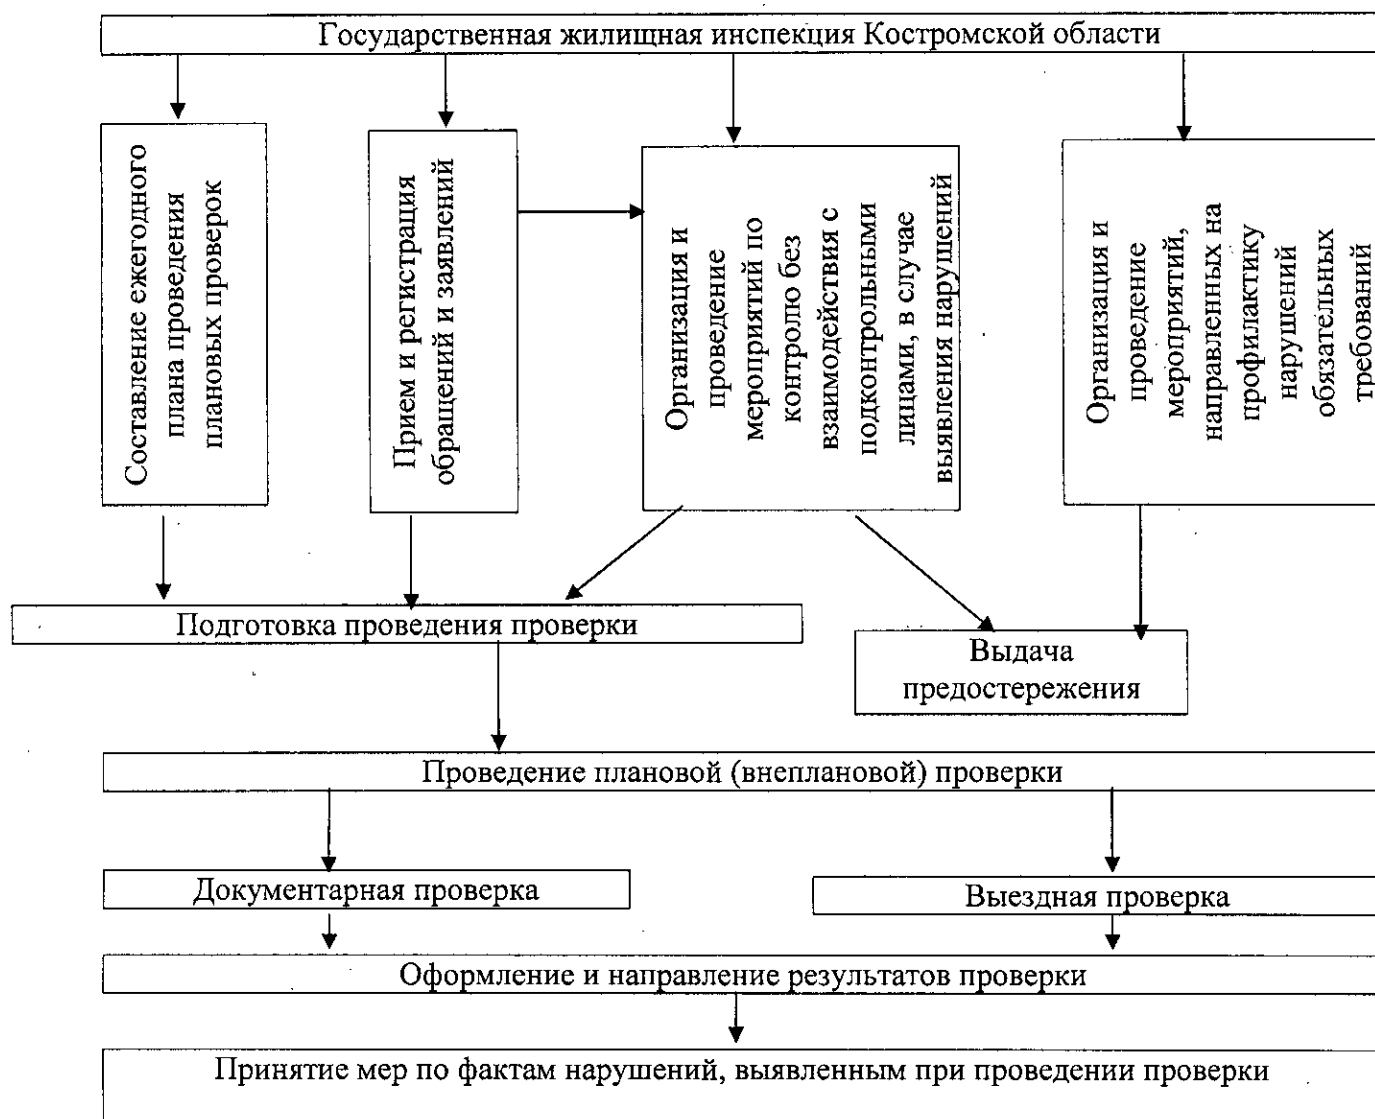 Государственная жилищная инспекция Костромской области
Составление ежегодного
плана проведения
плановых проверок
Прием и регистрация
обращений и заявлений
Организация и
проведение
мероприятий по
контролю без
взаимодействия с
подконтрольными
лицами, в случае
выявления нарушений
Организация и
проведение
мероприятий,
направленных на
профилактику
нарушений
обязательных
требований
Подготовка проведения проверки
Выдача
предостережения
Проведение плановой (внеплановой) проверки
Документарная проверка
Выездная проверка
Оформление и направление результатов проверки
Принятие мер по фактам нарушений, выявленным при проведении проверки